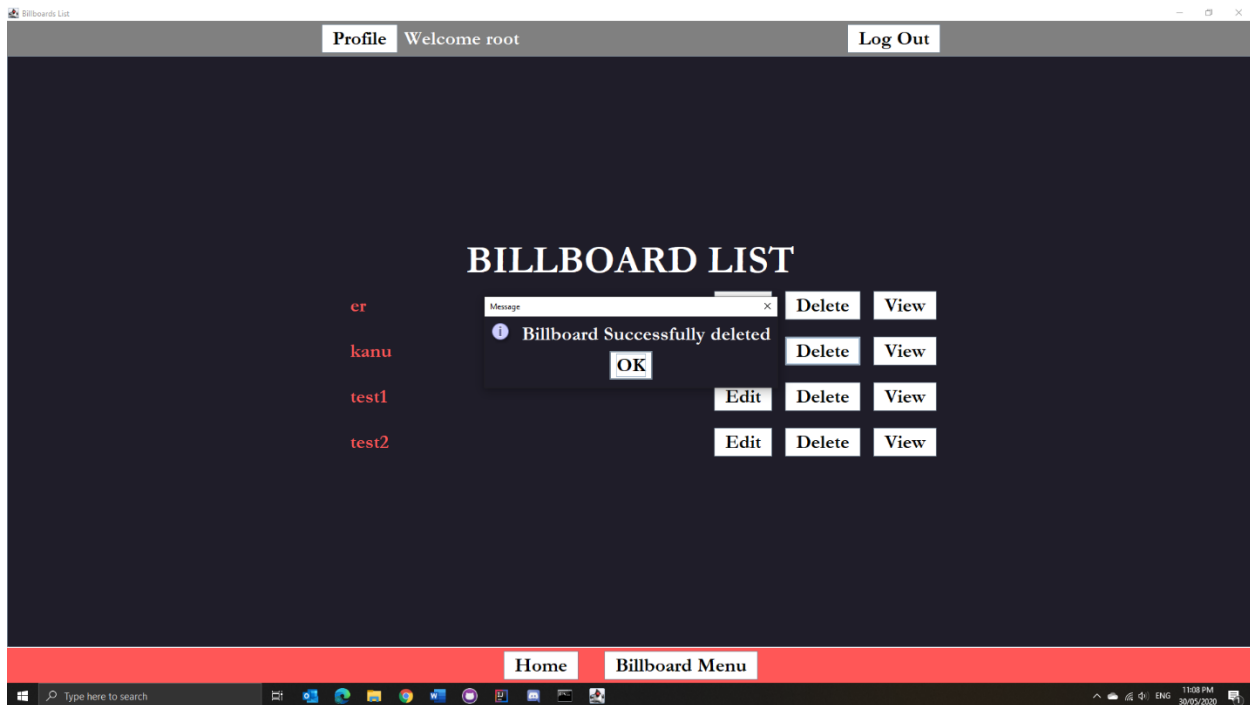 Billboards List
Profile Welcome root Log Out
BILLBOARD LIST
er Delete View
Message
Billboard Successfully deleted
kanu Delete View
OK
test1 Edit Delete View
test2 Edit Delete View
Home Billboard Menu
Type here to search
ENG 11:08 PM
30/05/2020